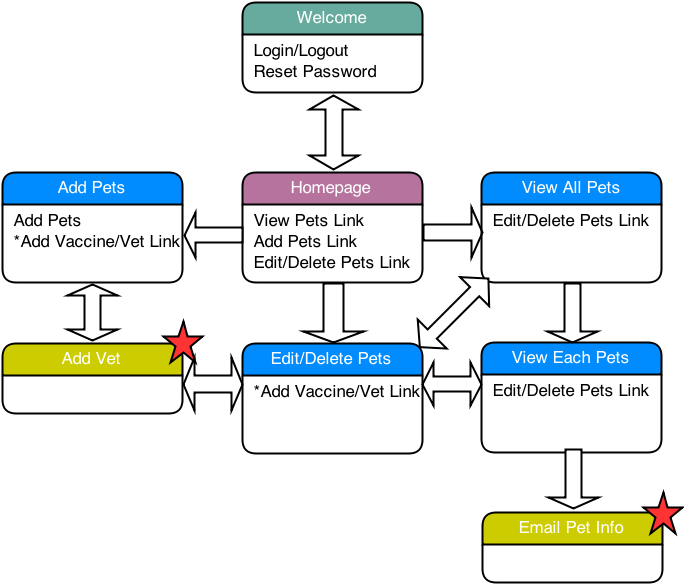 Welcome
Login/Logout
Reset Password
Add Pets
Add Pets
*Add Vaccine/Vet Link
Homepage
View Pets Link
Add Pets Link
Edit/Delete Pets Link
View All Pets
Edit/Delete Pets Link
Add Vet
Edit/Delete Pets
*Add Vaccine/Vet Link
View Each Pets
Edit/Delete Pets Link
Email Pet Info